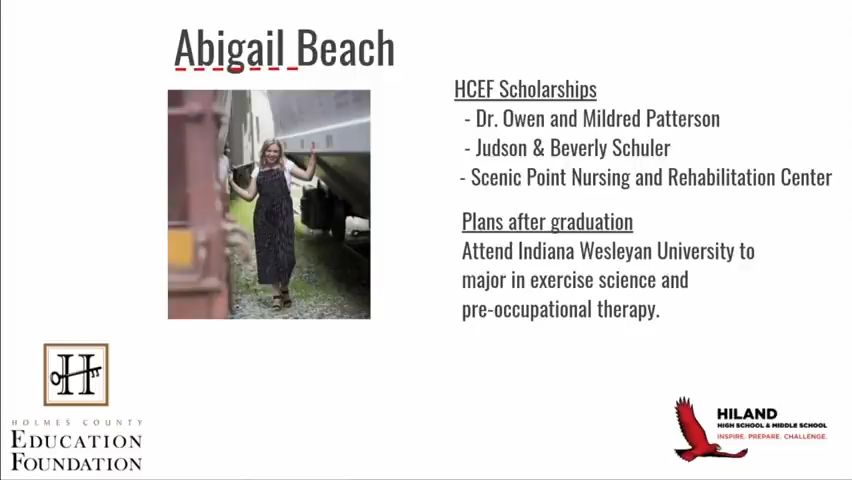 Abigail Beach
HCEF Scholarships
- Dr. Owen and Mildred Patterson
- Judson & Beverly Schuler
- Scenic Point Nursing and Rehabilitation Center
Plans after graduation
Attend Indiana Wesleyan University to
major in exercise science and
pre-occupational therapy.
H
HOLMES COUNTY
EDUCATION
FOUNDATION
HILAND
HIGH SCHOOL & MIDDLE SCHOOL
INSPIRE. PREPARE. CHALLENGE.